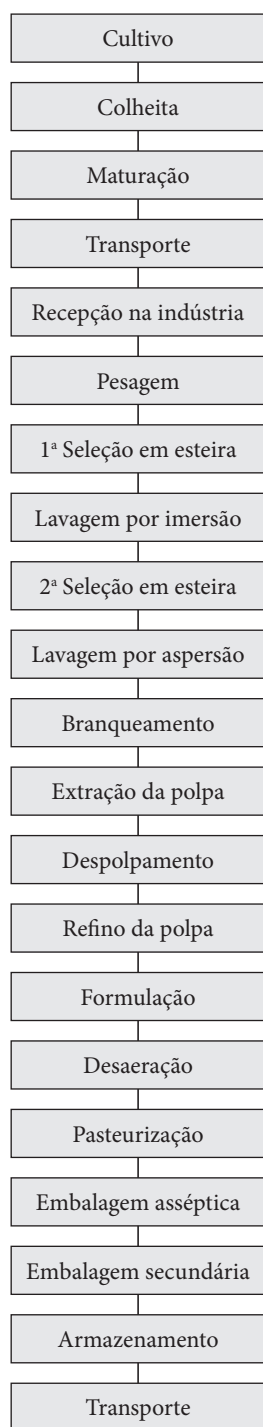 Cultivo
Colheita
Maturação
Transporte
Recepção na indústria
Pesagem
1ª Seleção em esteira
Lavagem por imersão
2ª Seleção em esteira
Lavagem por aspersão
Branqueamento
Extração da polpa
Despolpamento
Refino da polpa
Formulação
Desaeração
Pasteurização
Embalagem asséptica
Embalagem secundária
Armazenamento
Transporte